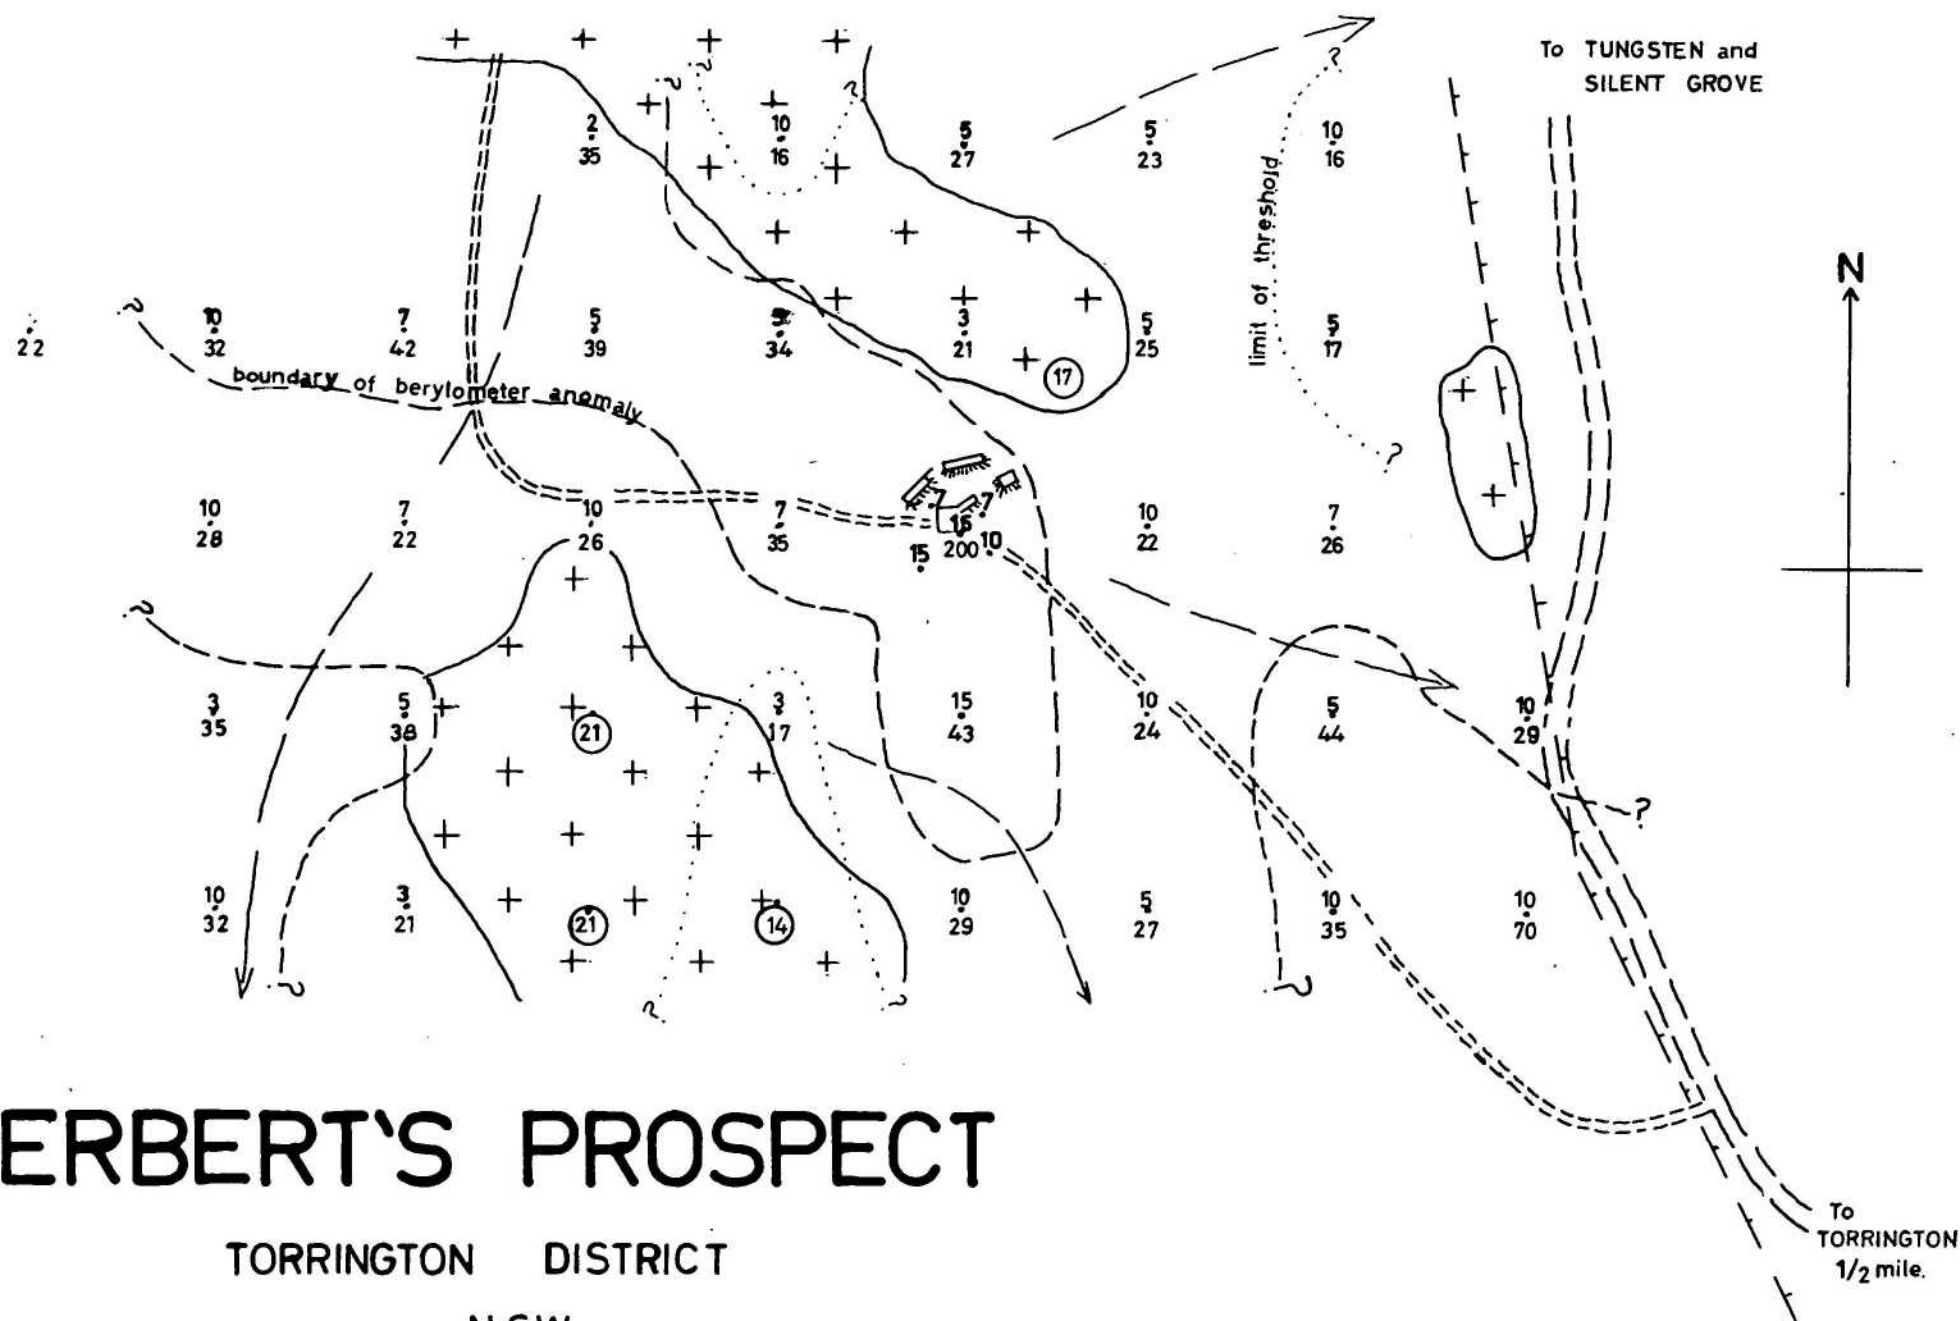 To TUNGSTEN and
SILENT GROVE
? ? ? ?
2 10 5 5 10
35 16 27 23 16
limit of threshold
N
?
10 7 5 3 5 5
22 32 42 39 34 21 25 17
17
boundary of berylometer anomaly
?
10 7 10 7 7 7 10 7
15
28 22 26 35 15 200 10 22 26
?
3 5 3 15 10 5 10
35 38 21 17 43 24 44 29
?
10 3 10 5 10 10
32 21 21 14 29 27 35 70
? ? ? ?
ERBERT'S PROSPECT
TORRINGTON DISTRICT
N.S.W.
To
TORRINGTON
1/2 mile.